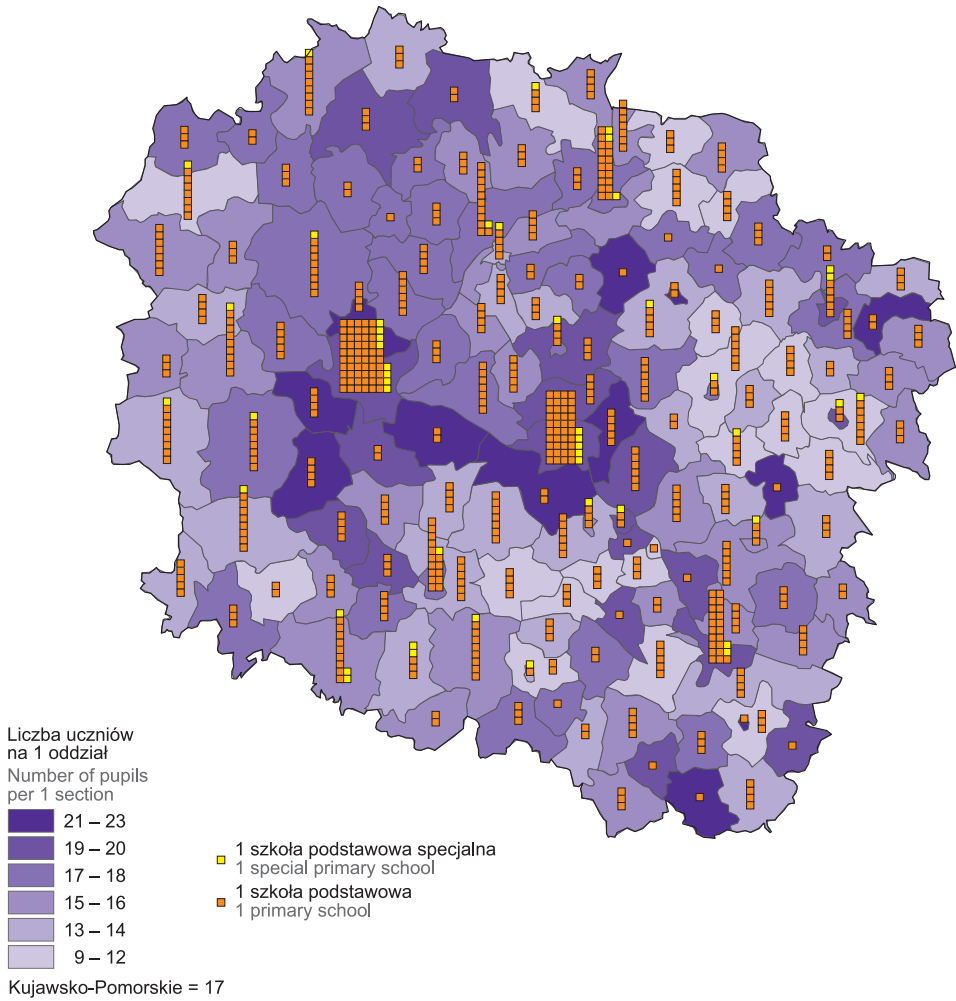 Liczba uczniów
na 1 oddział
Number of pupils
per 1 section
21 – 23
19 – 20
17 – 18
15 – 16
13 – 14
9 – 12
Kujawsko-Pomorskie = 17
1 szkoła podstawowa specjalna
1 special primary school
1 szkoła podstawowa
1 primary school